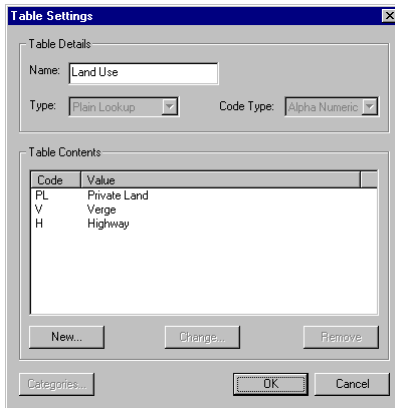 Table Settings
Table Details
Name: Land Use
Type: Plain Lookup Code Type: Alpha Numeric
Table Contents
Code Value
PL Private Land
V Verge
H Highway
New... Change... Remove
Categories... OK Cancel